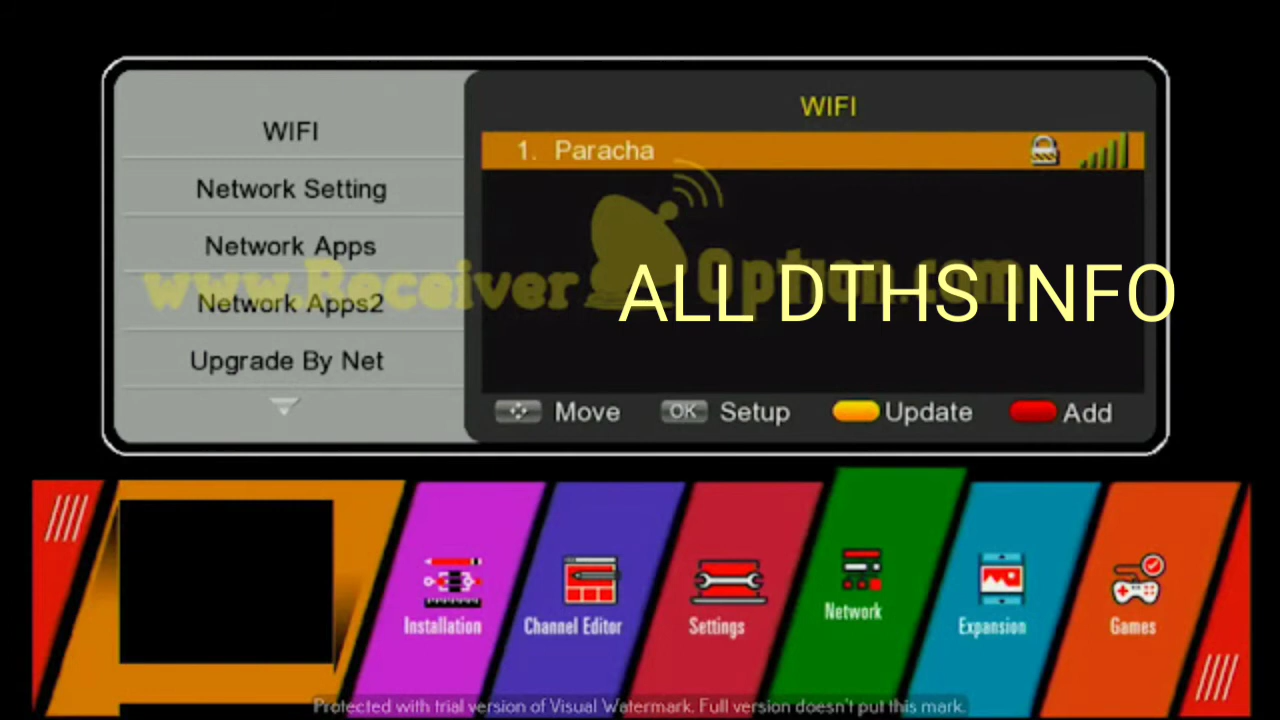 WIFI
Network Setting
Network Apps
Network Apps2
Upgrade By Net
WIFI
1. Paracha
www.Receiver Option.com
ALL DTHS INFO
Move OK Setup Update Add
Installation
Channel Editor
Settings
Network
Expansion
Games
Protected with trial version of Visual Watermark. Full version doesn't put this mark.